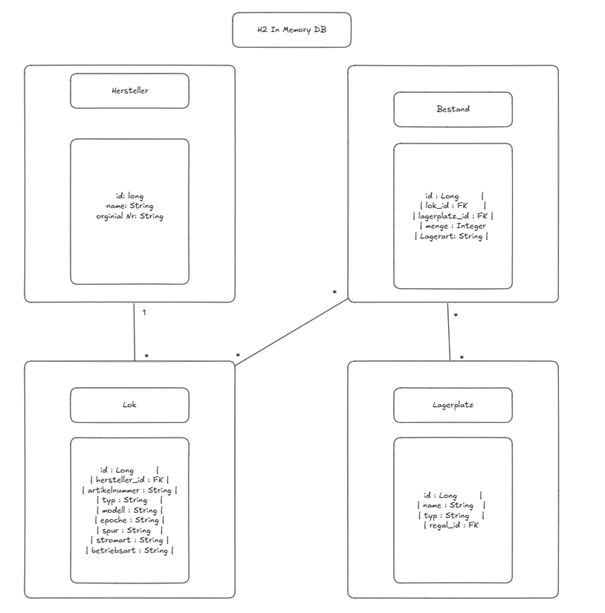 H2 In Memory DB
Hersteller
id: long
name: String
orginial Nr: String
Bestand
id : Long |
| lok_id : FK |
| lagerplatz_id : FK |
| menge : Integer
| Lagerart: String |
*
1
*
*
*
*
Lok
id : Long |
| hersteller_id : FK |
| artikelnummer : String |
| typ : String |
| modell : String |
| epoche : String |
| spur : String |
| stromart : String |
| betriebsart : String |
Lagerplatz
id : Long |
| name : String |
| typ : String |
| regal_id : FK